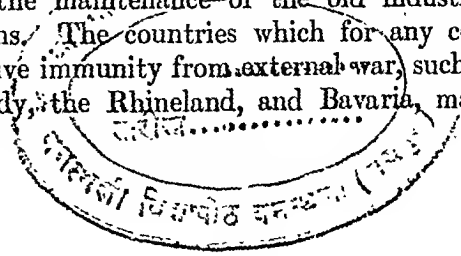 the maintenance of the old indust
ns. The countries which for any c
ve immunity from external war, such
dy, the Rhineland, and Bavaria, ma
तारीख
विद्यापीठ